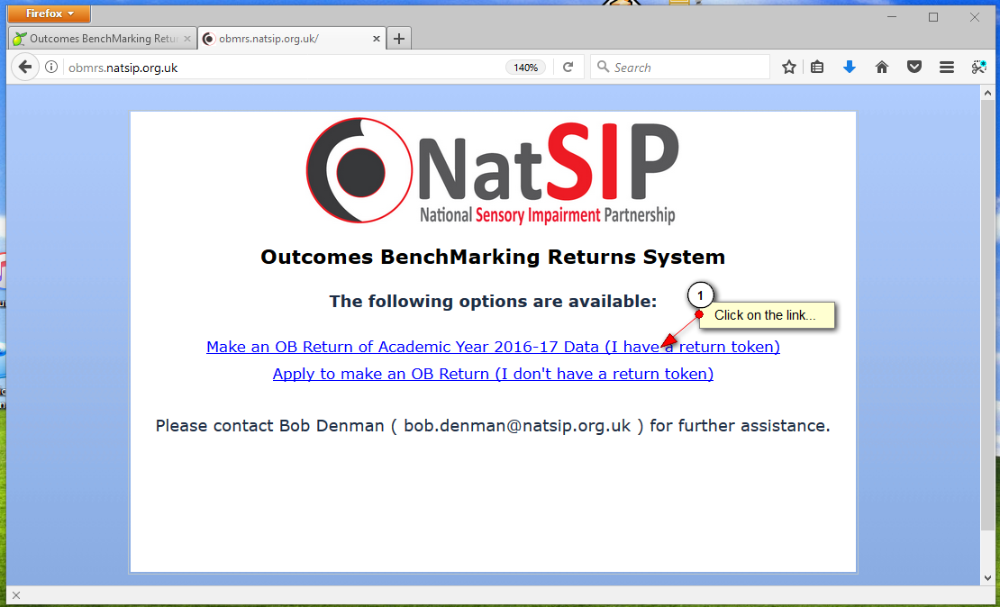 Firefox
Outcomes BenchMarking Retur
obmrs.natsip.org.uk/
obmrs.natsip.org.uk
140%
Search
NatSIP
National Sensory Impairment Partnership
Outcomes BenchMarking Returns System
The following options are available:
1
Click on the link...
Make an OB Return of Academic Year 2016-17 Data (I have a return token)
Apply to make an OB Return (I don't have a return token)
Please contact Bob Denman ( bob.denman@natsip.org.uk ) for further assistance.